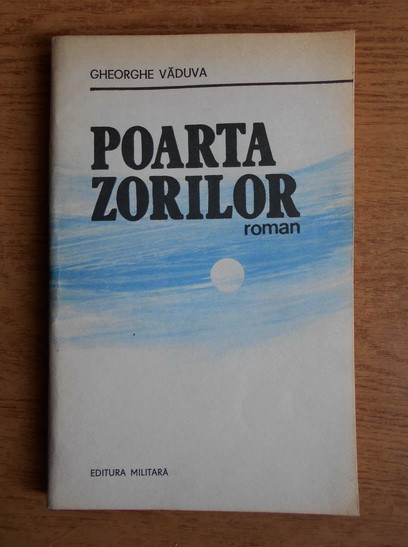 GHEORGHE VĂDUVA
POARTA
ZORILOR
roman
EDITURA MILITARĂ